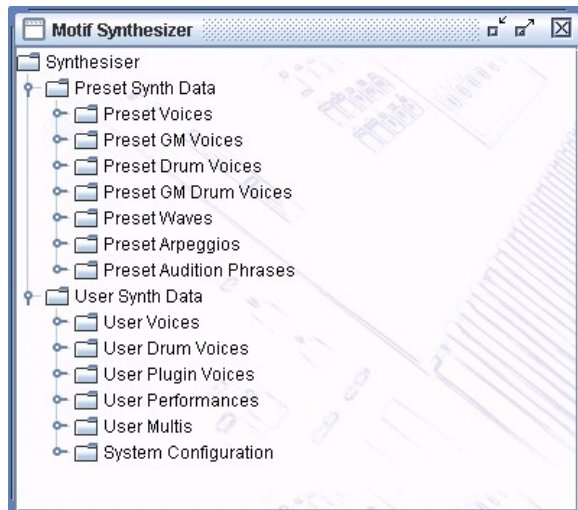 Motif Synthesizer
Synthesiser
Preset Synth Data
Preset Voices
Preset GM Voices
Preset Drum Voices
Preset GM Drum Voices
Preset Waves
Preset Arpeggios
Preset Audition Phrases
User Synth Data
User Voices
User Drum Voices
User Plugin Voices
User Performances
User Multis
System Configuration